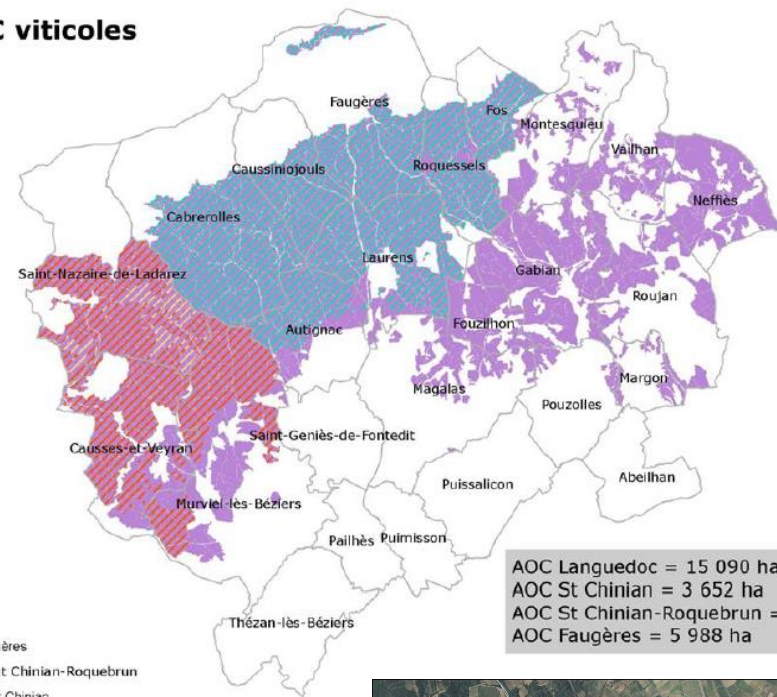 C viticoles
Faugères
Fos
Montesquieu
Vailhan
Caussiniojouls
Roquessels
Neffiès
Cabrerolles
Laurens
Gabian
Saint-Nazaire-de-Ladarez
Roujan
Autignac
Fouzilhon
Magalas
Margon
Pouzolles
Saint-Geniès-de-Fontedit
Causses-et-Veyran
Puissalicon
Abeilhan
Murviel-lès-Béziers
Pailhès
Puimisson
AOC Languedoc = 15 090 ha
AOC St Chinian = 3 652 ha
AOC St Chinian-Roquebrun =
AOC Faugères = 5 988 ha
Thézan-lès-Béziers
ères
t Chinian-Roquebrun
t Chinian